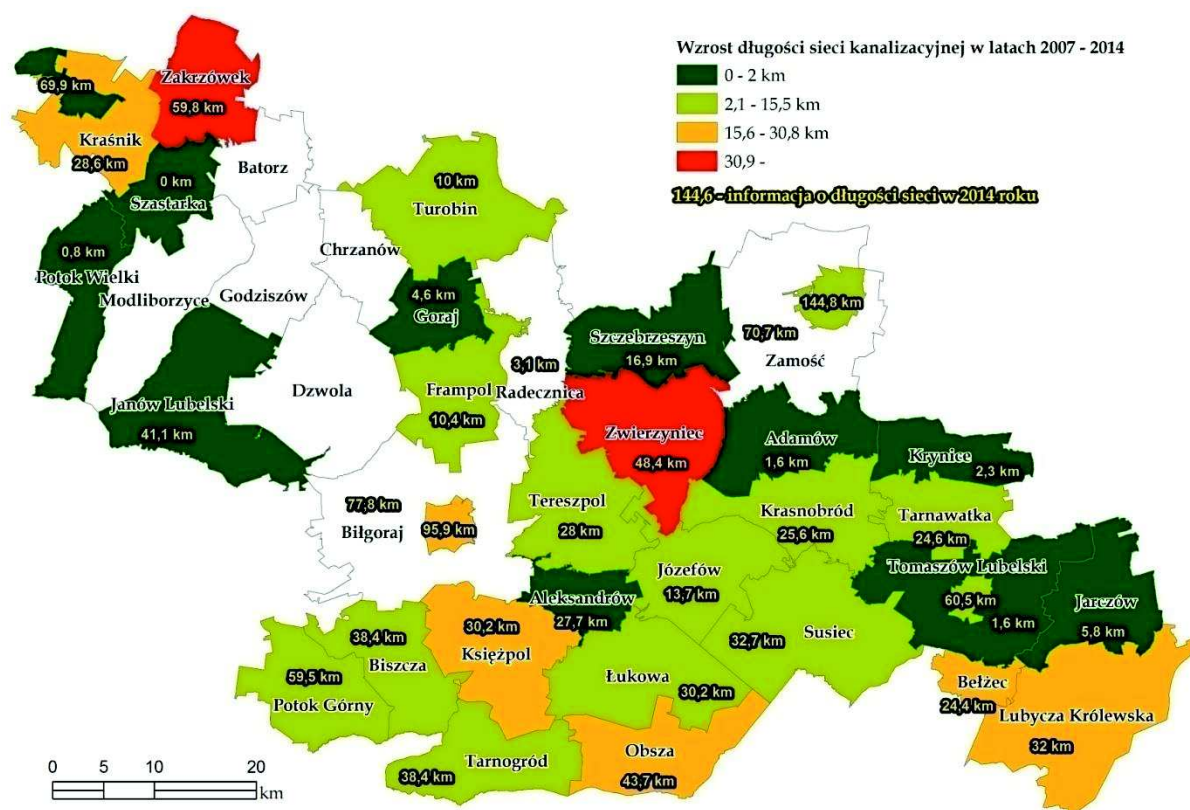 Wzrost długości sieci kanalizacyjnej w latach 2007 - 2014
0 - 2 km
2,1 - 15,5 km
15,6 - 30,8 km
30,9 -
144,6 - informacja o długości sieci w 2014 roku
69,9 km
Zakrzówek
59,8 km
Kraśnik
28,6 km
Batorz
0 km
Szastarka
10 km
Turobin
0,8 km
Potok Wielki
Modliborzyce
Godziszów
Chrzanów
4,6 km
Goraj
Szczebrzeszyn
16,9 km
144,8 km
70,7 km
Zamość
Janów Lubelski
41,1 km
Dzwola
Frampol
10,4 km
3,1 km
Radecznica
Zwierzyniec
48,4 km
Adamów
1,6 km
Krynice
2,3 km
77,8 km
Biłgoraj
95,9 km
Tereszpol
28 km
Krasnobród
25,6 km
Tarnawatka
24,6 km
Józefów
13,7 km
Tomaszów Lubelski
60,5 km
1,6 km
Jarczów
5,8 km
Aleksandrów
27,7 km
Susiec
32,7 km
38,4 km
Biszcza
30,2 km
Księżpol
59,5 km
Potok Górny
Łukowa
30,2 km
Bełżec
24,4 km
Lubycza Królewska
32 km
Tarnogród
38,4 km
Obsza
43,7 km
0 5 10 20
km